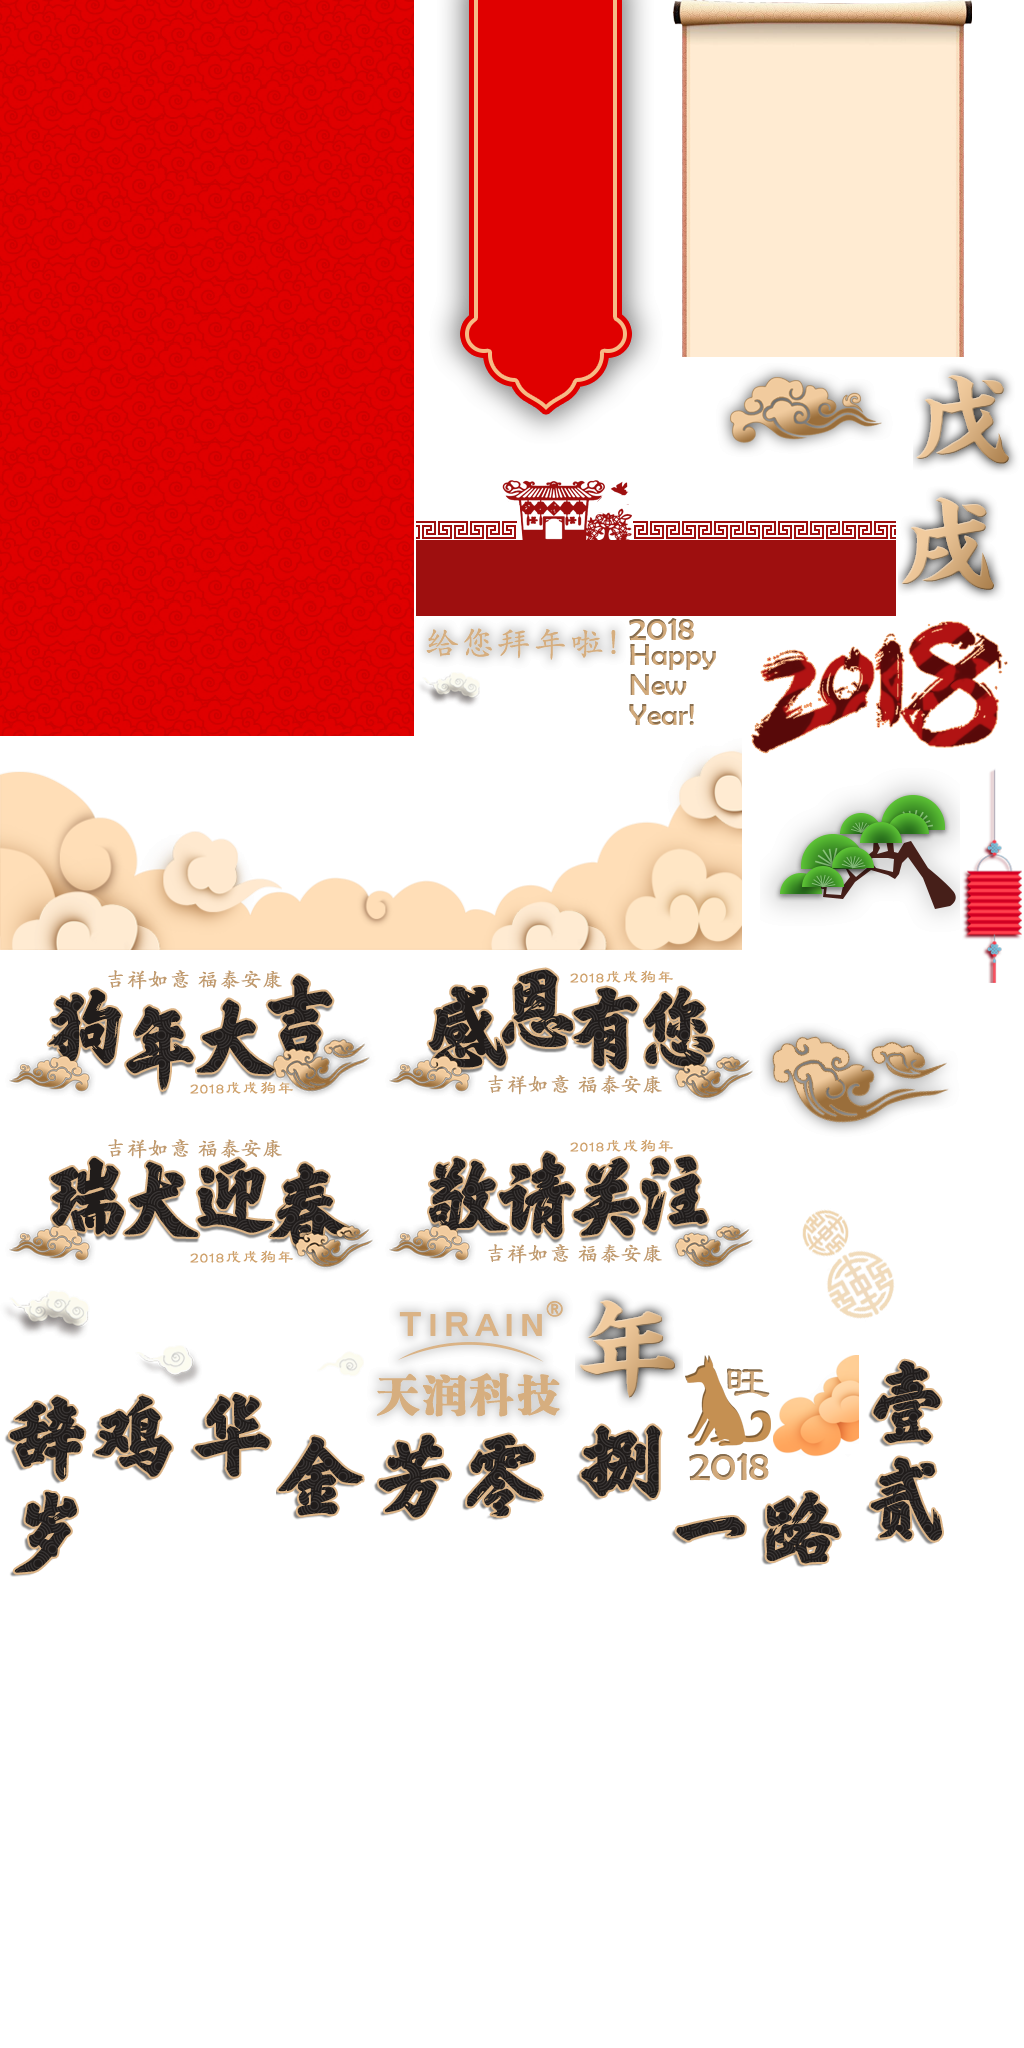 戊
戌
给您拜年啦!
2018
Happy
New
Year!
2018
吉祥如意 福泰安康
狗年大吉
2018戊戌狗年
2018戊戌狗年
感恩有您
吉祥如意 福泰安康
吉祥如意 福泰安康
瑞犬迎春
2018戊戌狗年
2018戊戌狗年
敬请关注
吉祥如意 福泰安康
TIRAIN®
天润科技
年
旺
2018
辞鸡华
金芳零
捌
壹
贰
岁
一路